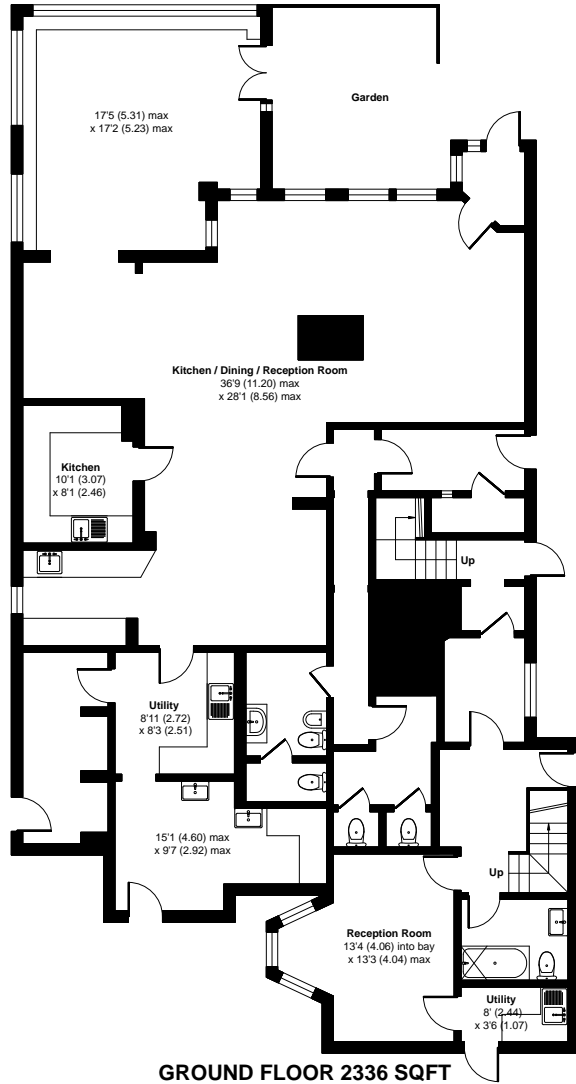 17'5 (5.31) max
x 17'2 (5.23) max
Garden
Kitchen / Dining / Reception Room
36'9 (11.20) max
x 28'1 (8.56) max
Kitchen
10'1 (3.07)
x 8'1 (2.46)
Up
Utility
8'11 (2.72)
x 8'3 (2.51)
15'1 (4.60) max
x 9'7 (2.92) max
Up
Reception Room
13'4 (4.06) into bay
x 13'3 (4.04) max
Utility
8' (2.44)
x 3'6 (1.07)
GROUND FLOOR 2336 SQFT